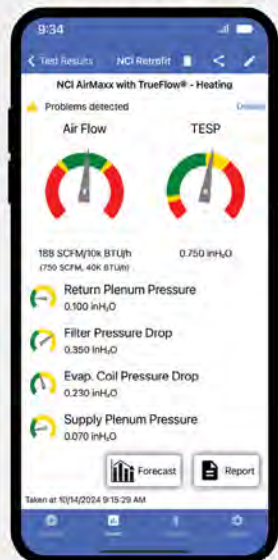 9:34
Test Results NCI Retrofit
NCI AirMaxx with TrueFlow® - Heating
Problems detected Details
Air Flow TESP
188 SCFM/10k BTU/h 0.750 inH₂O
(750 SCFM, 40K BTU/h)
Return Plenum Pressure
0.100 inH₂O
Filter Pressure Drop
0.350 inH₂O
Evap. Coil Pressure Drop
0.230 inH₂O
Supply Plenum Pressure
0.070 inH₂O
Forecast Report
Taken at 10/14/2024 9:15:29 AM